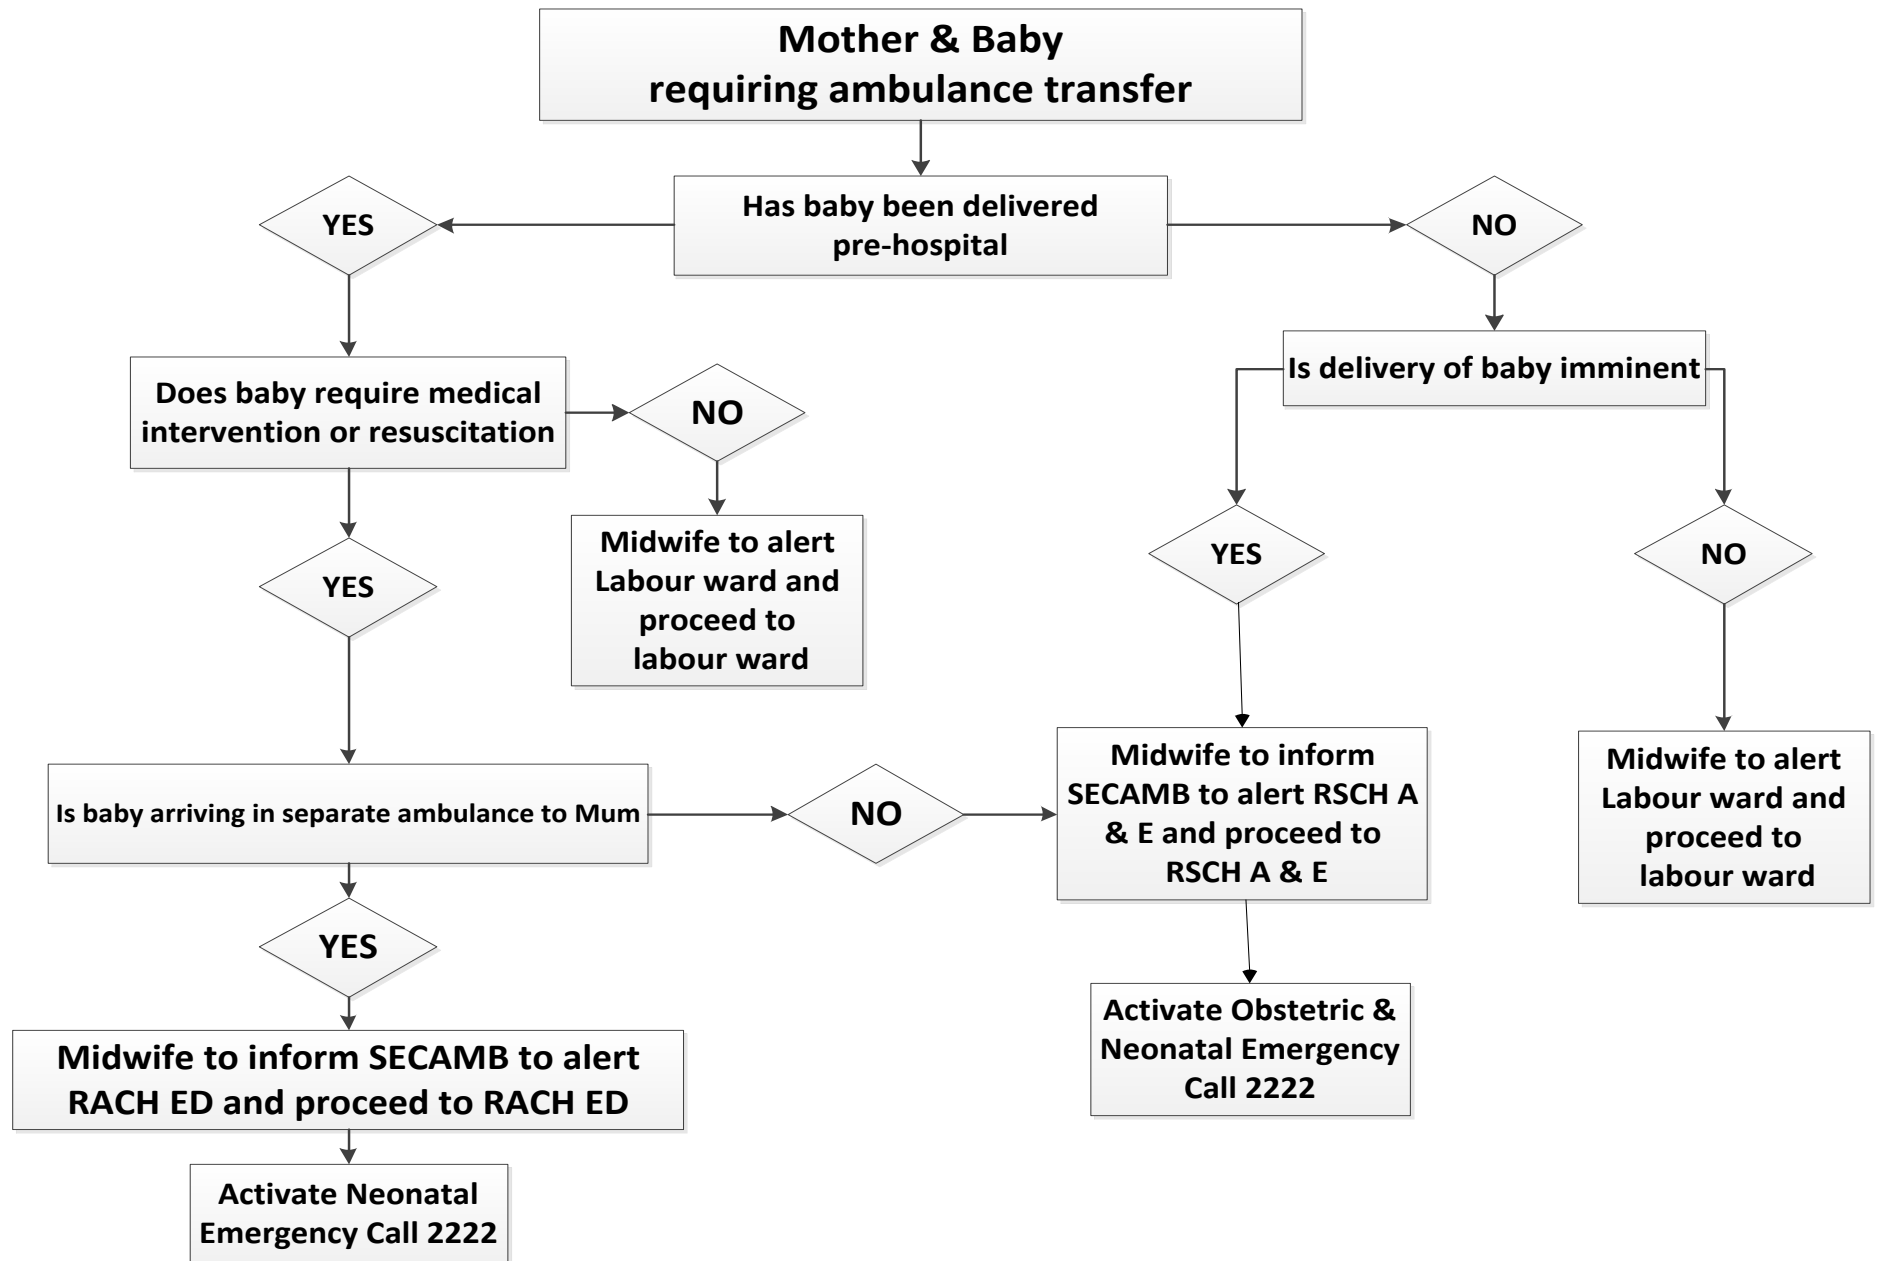 Mother & Baby
requiring ambulance transfer
Has baby been delivered
pre-hospital
YES
NO
Is delivery of baby imminent
Does baby require medical
intervention or resuscitation
NO
Midwife to alert
Labour ward and
proceed to
labour ward
YES
YES
NO
Is baby arriving in separate ambulance to Mum
NO
Midwife to inform
SECAMB to alert RSCH A
& E and proceed to
RSCH A & E
Midwife to alert
Labour ward and
proceed to
labour ward
YES
Activate Obstetric &
Neonatal Emergency
Call 2222
Midwife to inform SECAMB to alert
RACH ED and proceed to RACH ED
Activate Neonatal
Emergency Call 2222